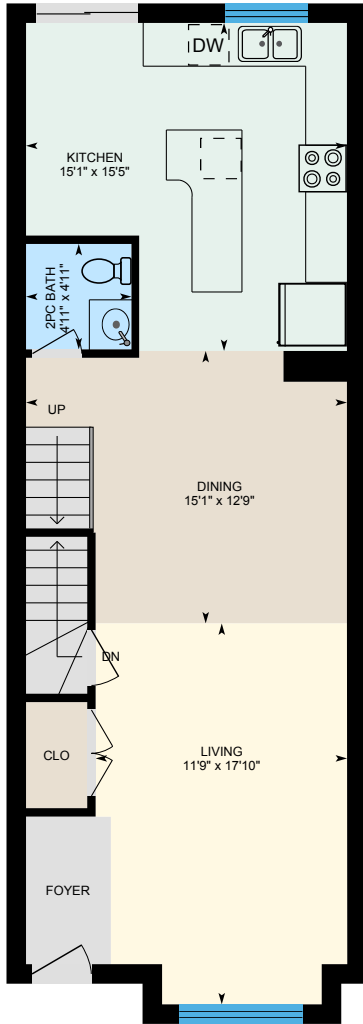 DW
KITCHEN
15'1" x 15'5"
2PC BATH
4'11" x 4'11"
UP
DINING
15'1" x 12'9"
DN
CLO
LIVING
11'9" x 17'10"
FOYER